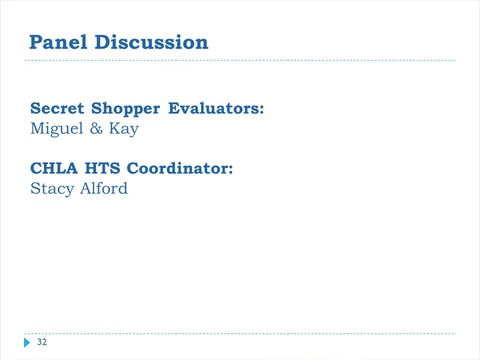 Panel Discussion
Secret Shopper Evaluators:
Miguel & Kay
CHLA HTS Coordinator:
Stacy Alford
32